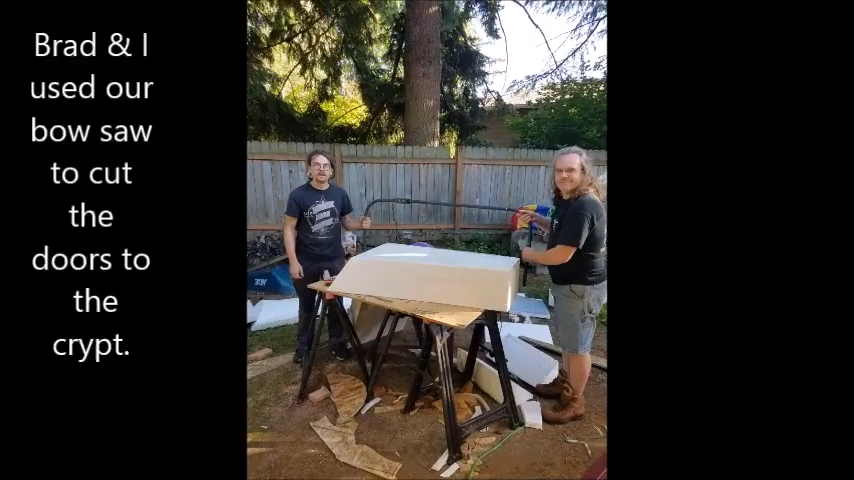 Brad & I
used our
bow saw
to cut
the
doors to
the
crypt.